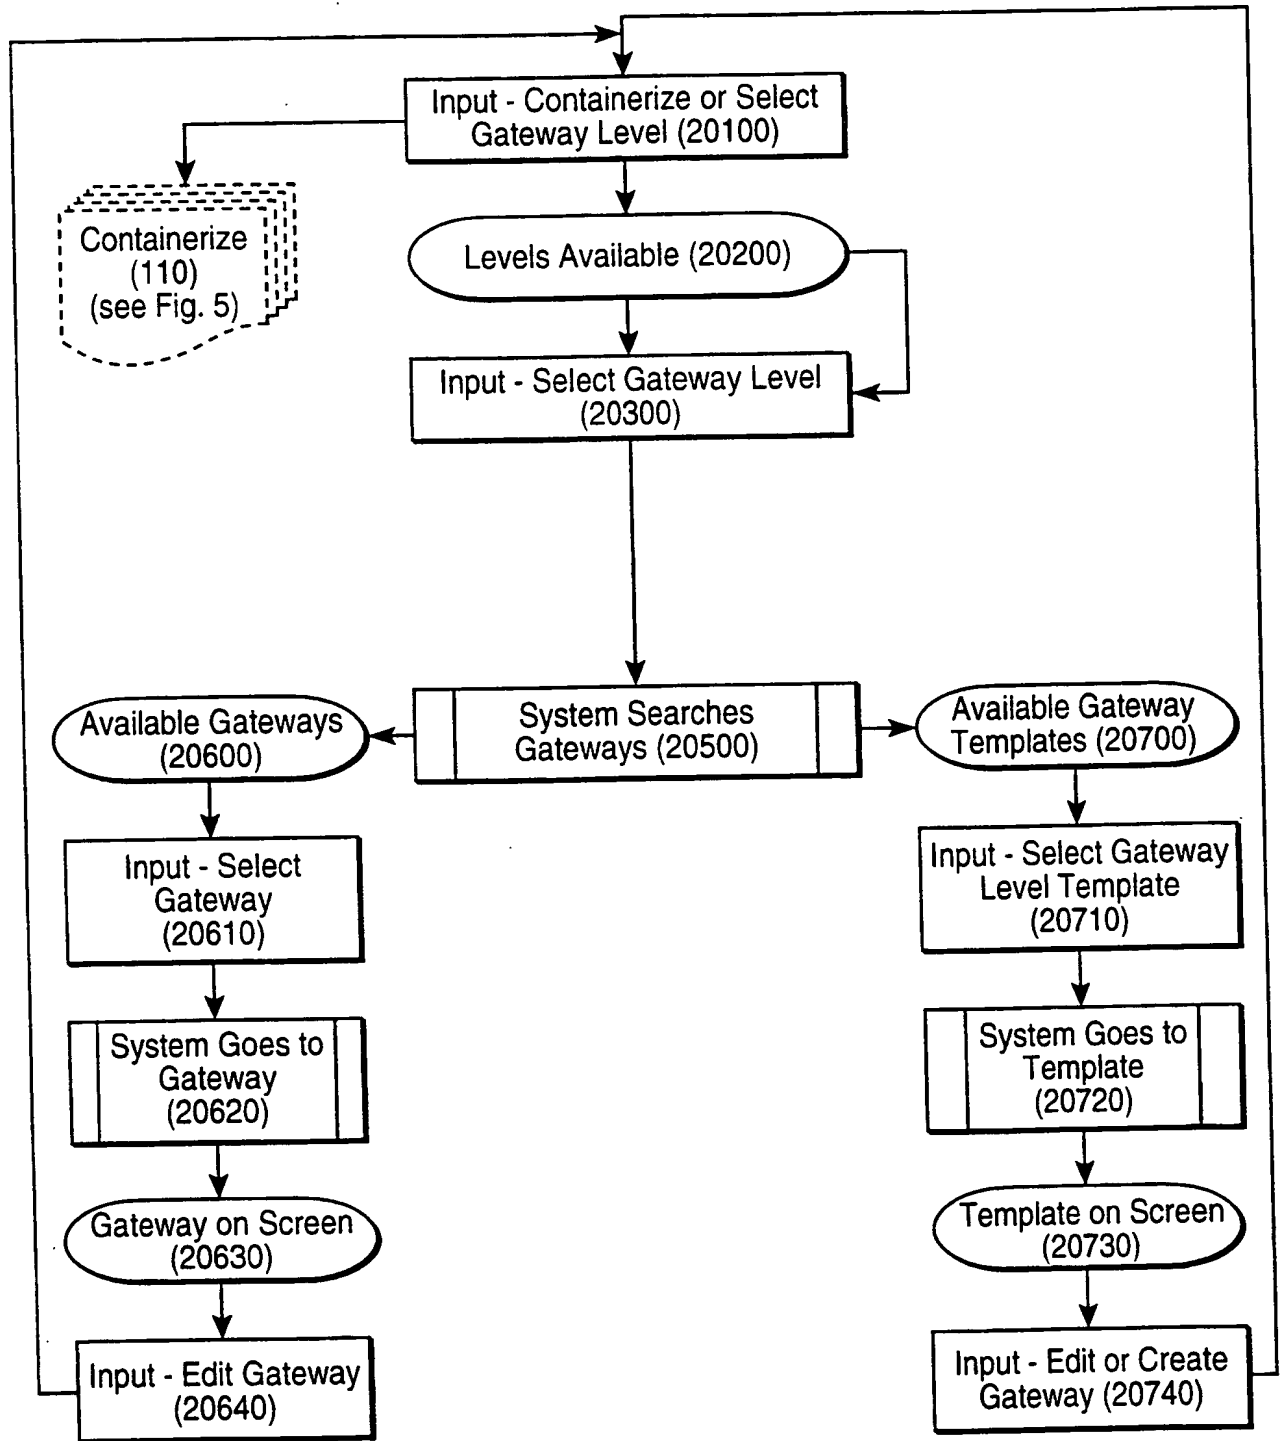 Input - Containerize or Select
Gateway Level (20100)
Containerize
(110)
(see Fig. 5)
Levels Available (20200)
Input - Select Gateway Level
(20300)
System Searches
Gateways (20500)
Available Gateways
(20600)
Input - Select
Gateway
(20610)
System Goes to
Gateway
(20620)
Gateway on Screen
(20630)
Input - Edit Gateway
(20640)
Available Gateway
Templates (20700)
Input - Select Gateway
Level Template
(20710)
System Goes to
Template
(20720)
Template on Screen
(20730)
Input - Edit or Create
Gateway (20740)